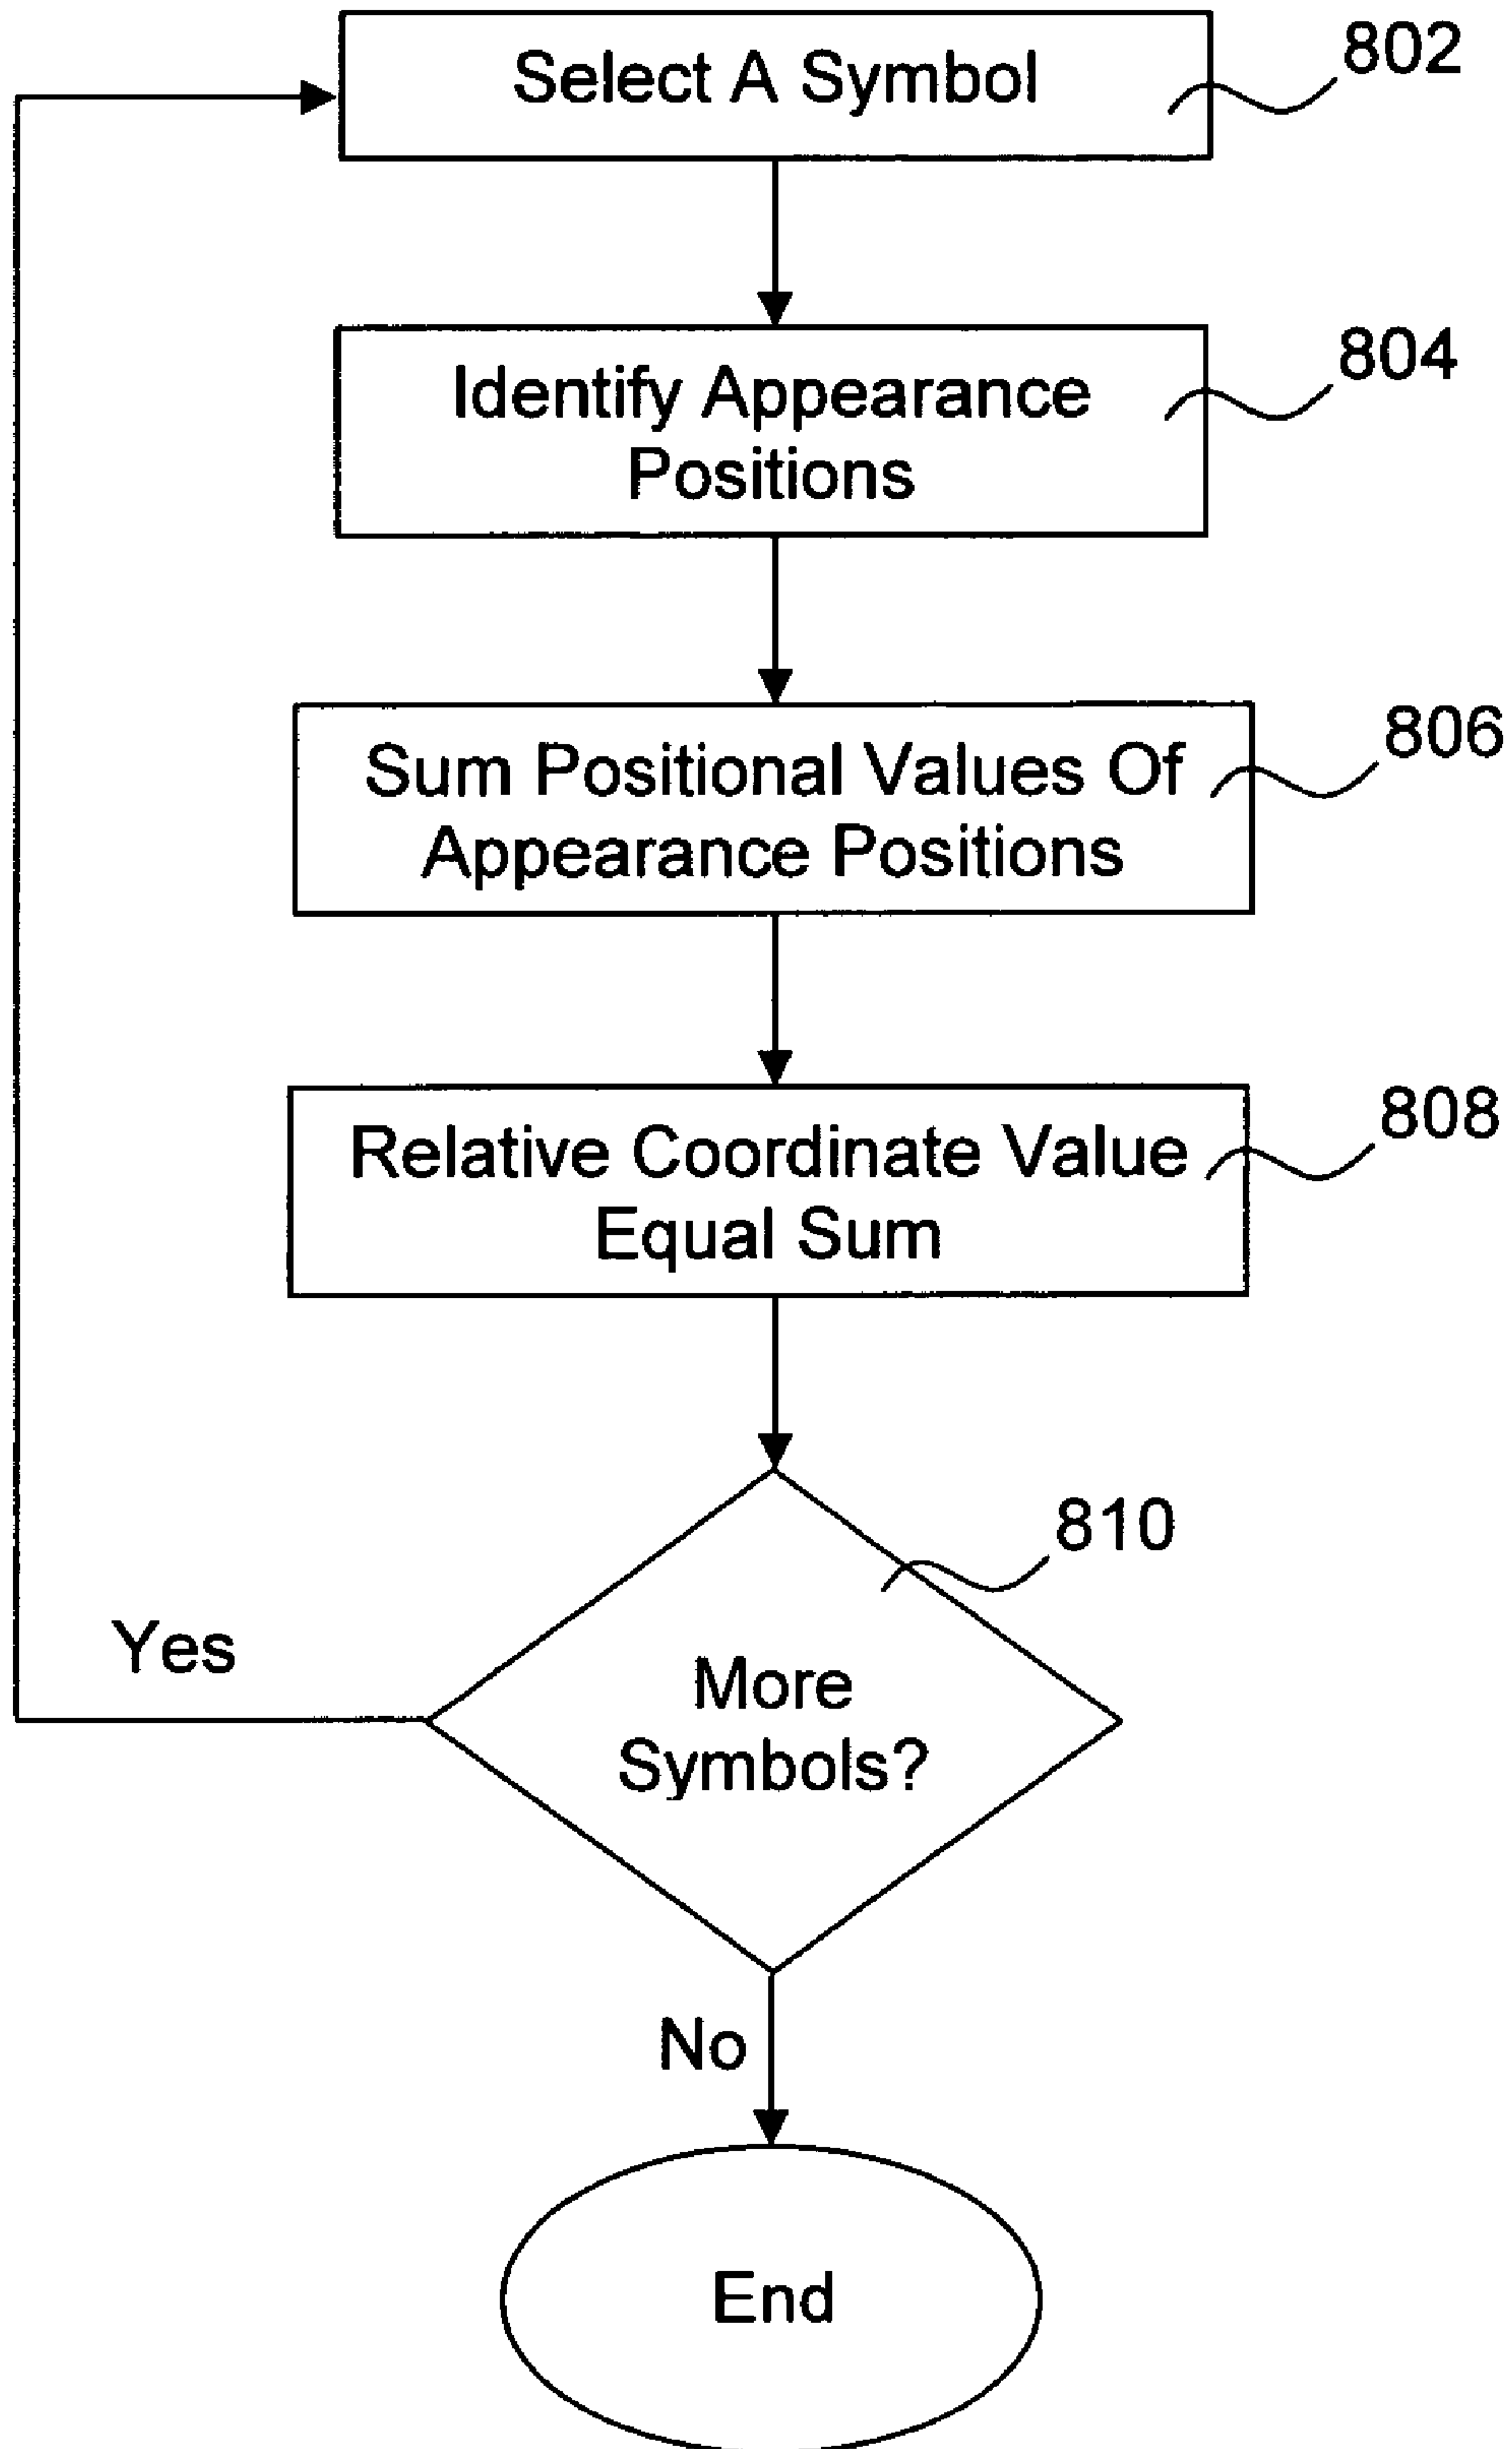 Select A Symbol
802
Identify Appearance
Positions
804
Sum Positional Values Of
Appearance Positions
806
Relative Coordinate Value
Equal Sum
808
810
More
Symbols?
Yes
No
End